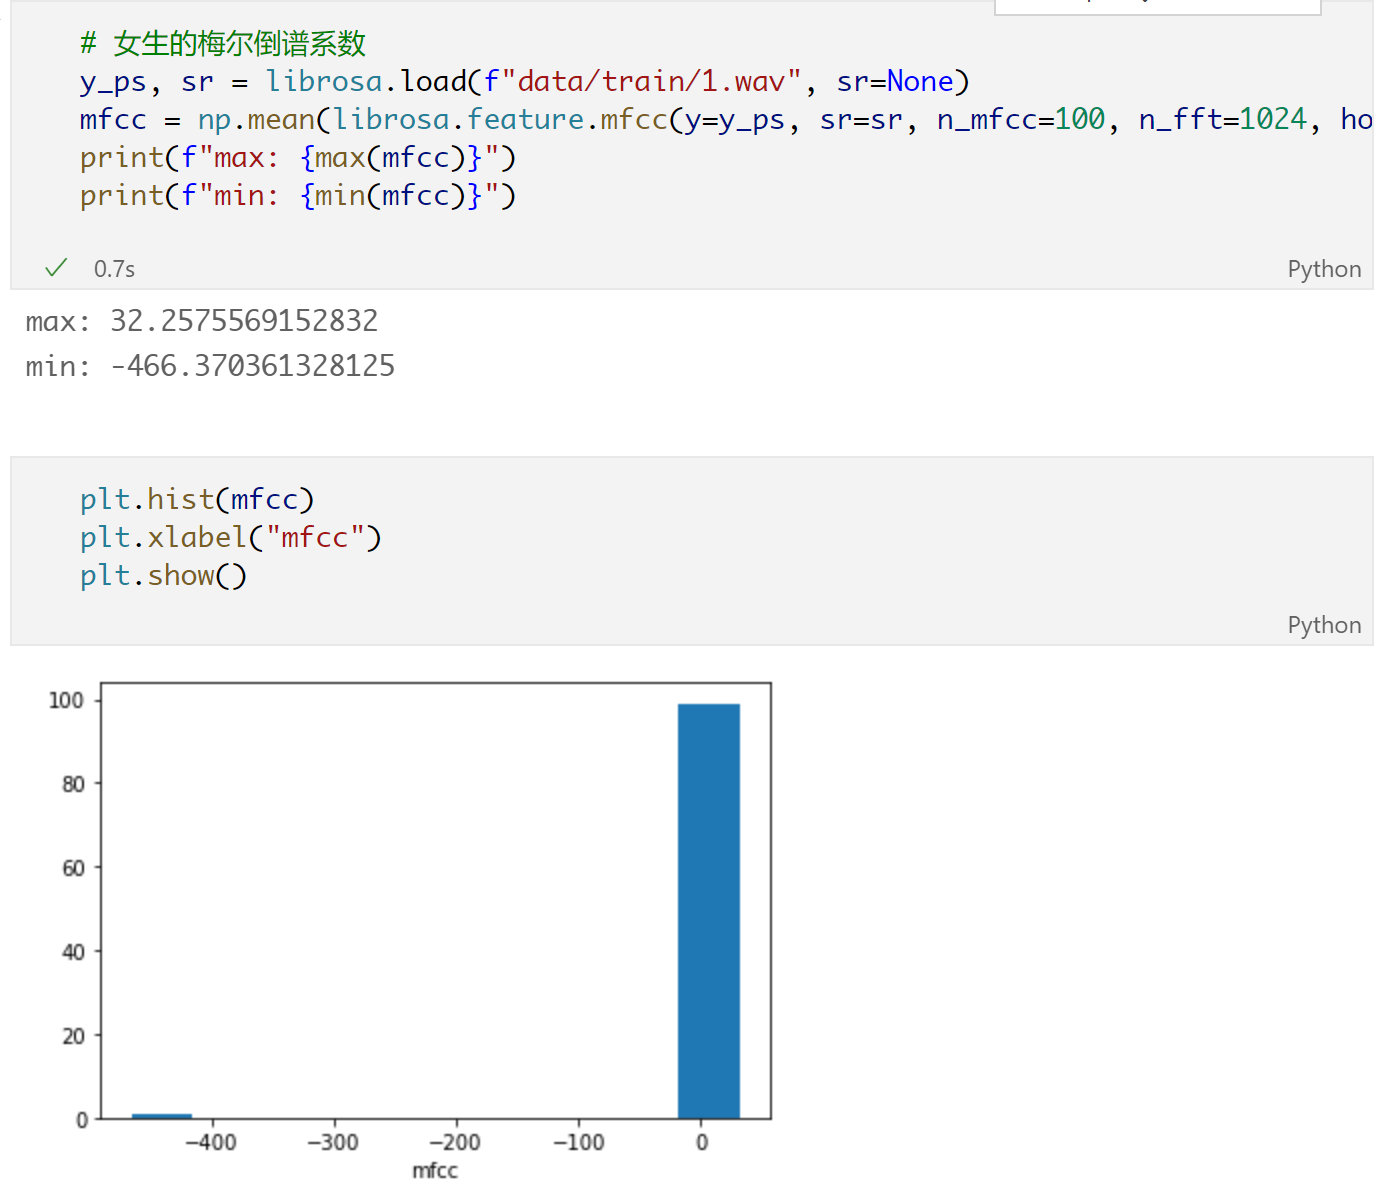 # 女生的梅尔倒谱系数
y_ps, sr = librosa.load(f"data/train/1.wav", sr=None)
mfcc = np.mean(librosa.feature.mfcc(y=y_ps, sr=sr, n_mfcc=100, n_fft=1024, ho
print(f"max: {max(mfcc)}")
print(f"min: {min(mfcc)}")
0.7s
Python
max: 32.2575569152832
min: -466.370361328125
plt.hist(mfcc)
plt.xlabel("mfcc")
plt.show()
Python
100
80
60
40
20
0
−400 −300 −200 −100 0
mfcc